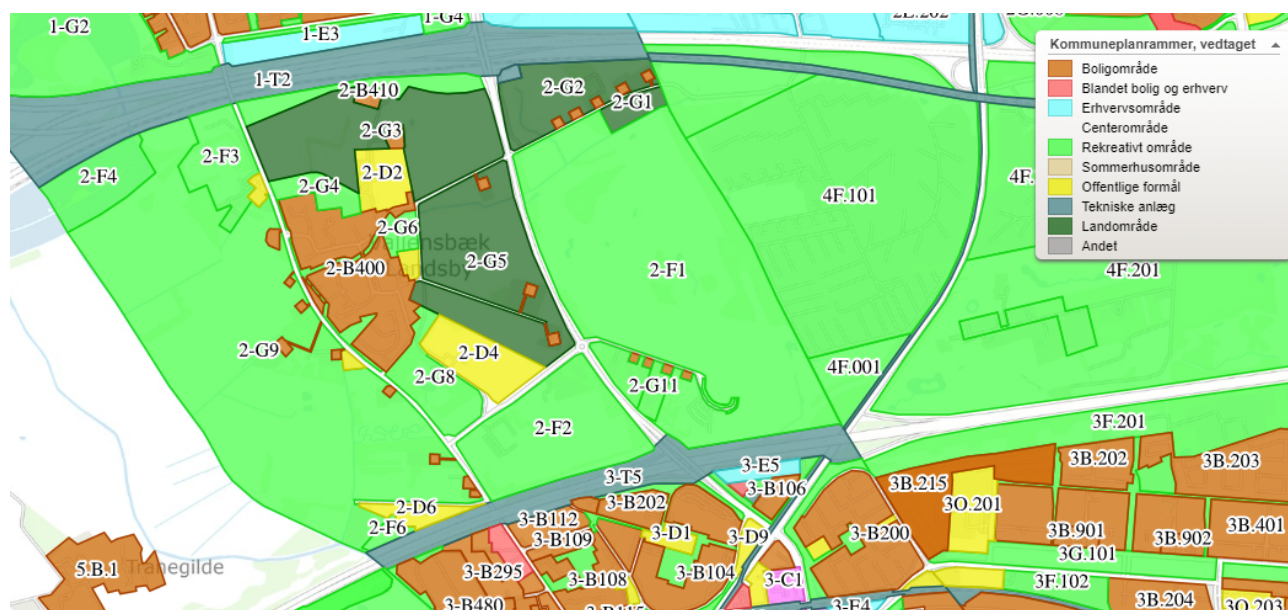 1-G2
1-E3
1-G4
2E.202
1-T2
2-B410
2-G2
2-G1
2-G3
2-F3
2-F4
2-D2
2-G4
2-G6
Landsby
2-B400
2-G5
2-F1
4F.101
4F.
4F.201
4F.001
2-G9
2-D4
2-G8
2-G11
2-F2
3F.201
3-T5
3-E5
3-B106
3B.202
3B.203
3B.215
3O.201
2-D6
2-F6
3-B202
3-B112
3-B109
3-D1
3-D9
3-B200
3B.901
3B.902
3B.401
3G.101
5.B.1
Tranegilde
3-B295
3-B108
3-B104
3-C1
3F.102
3-B480
3B.204
3O.203
Kommuneplanrammer, vedtaget
Boligområde
Blandet bolig og erhverv
Erhvervsområde
Centerområde
Rekreativt område
Sommerhusområde
Offentlige formål
Tekniske anlæg
Landområde
Andet